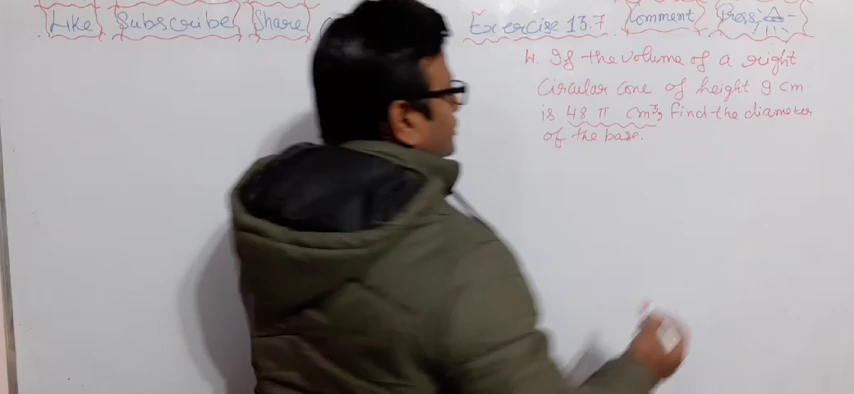 Like Subscribe Share Exercise 13.7 Comment Press
4. If the volume of a right
Circular Cone of height 9 cm
is 48 π cm³, find the diameter
of the base.